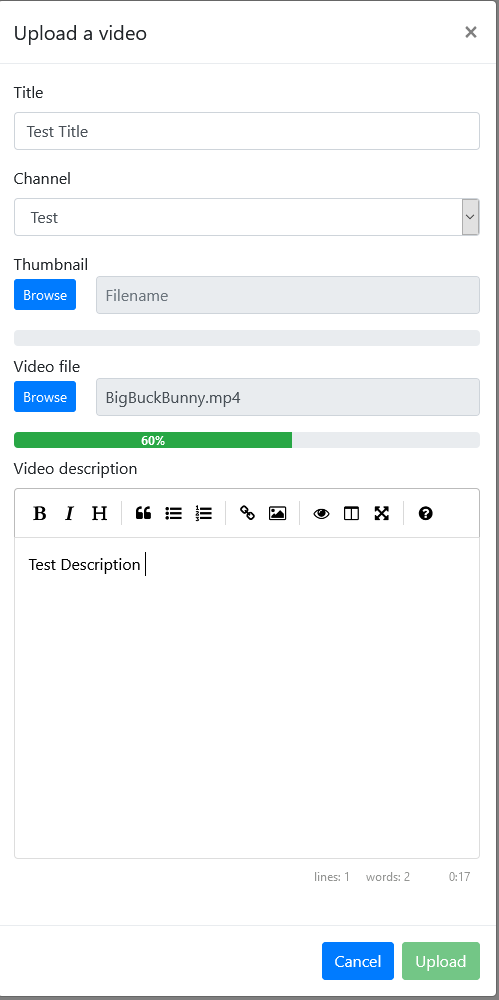 Upload a video ×
Title
Test Title
Channel
Test
Thumbnail
Browse Filename
Video file
Browse BigBuckBunny.mp4
60%
Video description
B I H
Test Description
lines: 1 words: 2 0:17
Cancel Upload